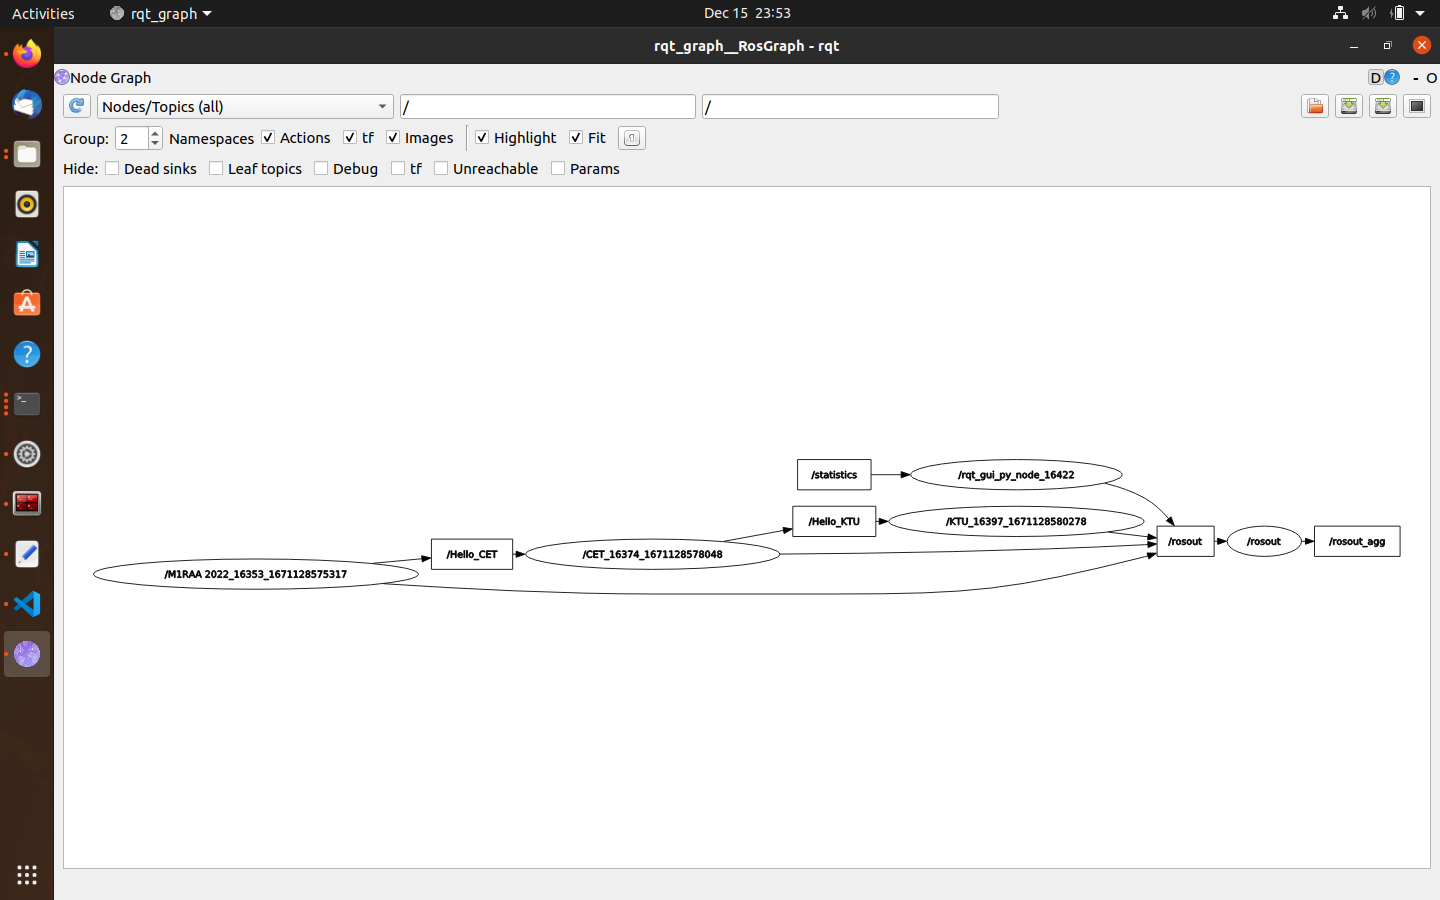 Activities rqt_graph Dec 15 23:53
rqt_graph__RosGraph - rqt
Node Graph D ? - O
Nodes/Topics (all) / /
Group: 2 Namespaces Actions tf Images Highlight Fit
Hide: Dead sinks Leaf topics Debug tf Unreachable Params
/statistics /rqt_gui_py_node_16422
/Hello_KTU /KTU_16397_1671128580278
/rosout /rosout /rosout_agg
/Hello_CET /CET_16374_1671128578048
/M1RAA 2022_16353_1671128575317